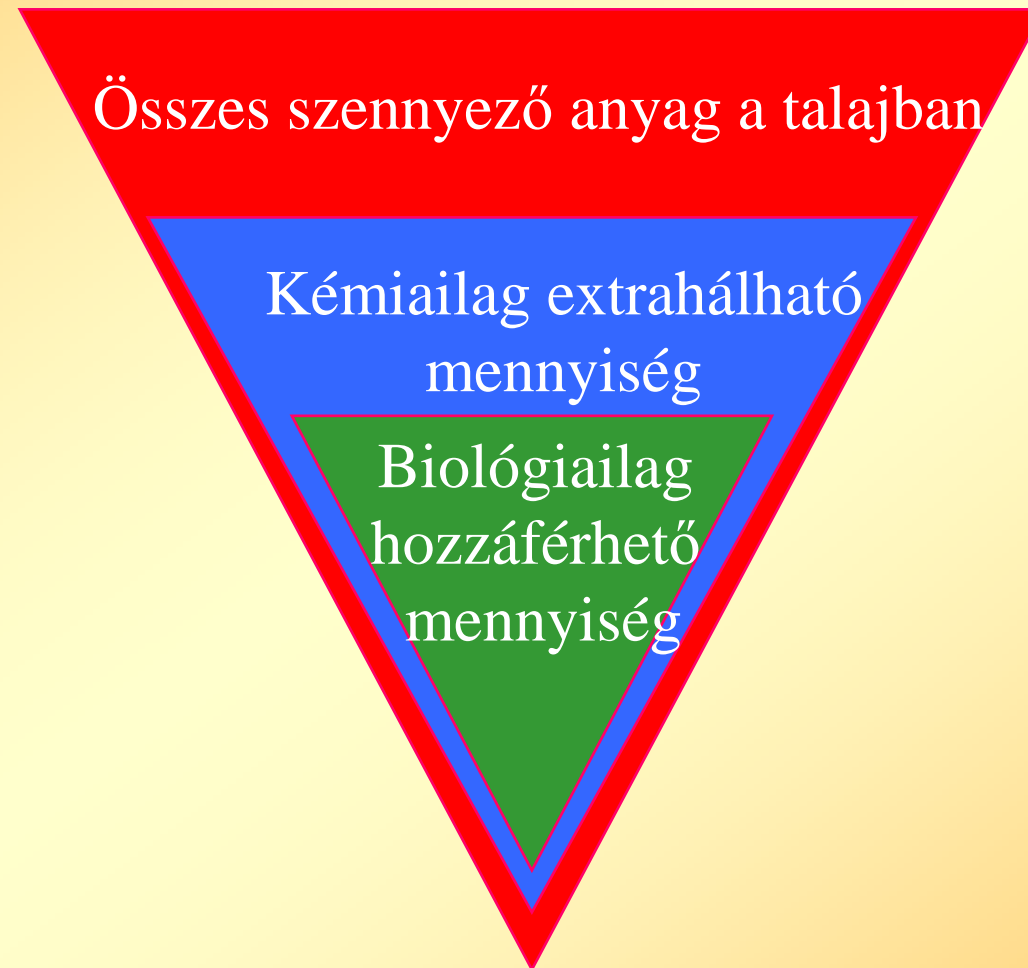 Összes szennyező anyag a talajban
Kémiailag extrahálható
mennyiség
Biológiailag
hozzáférhető
mennyiség